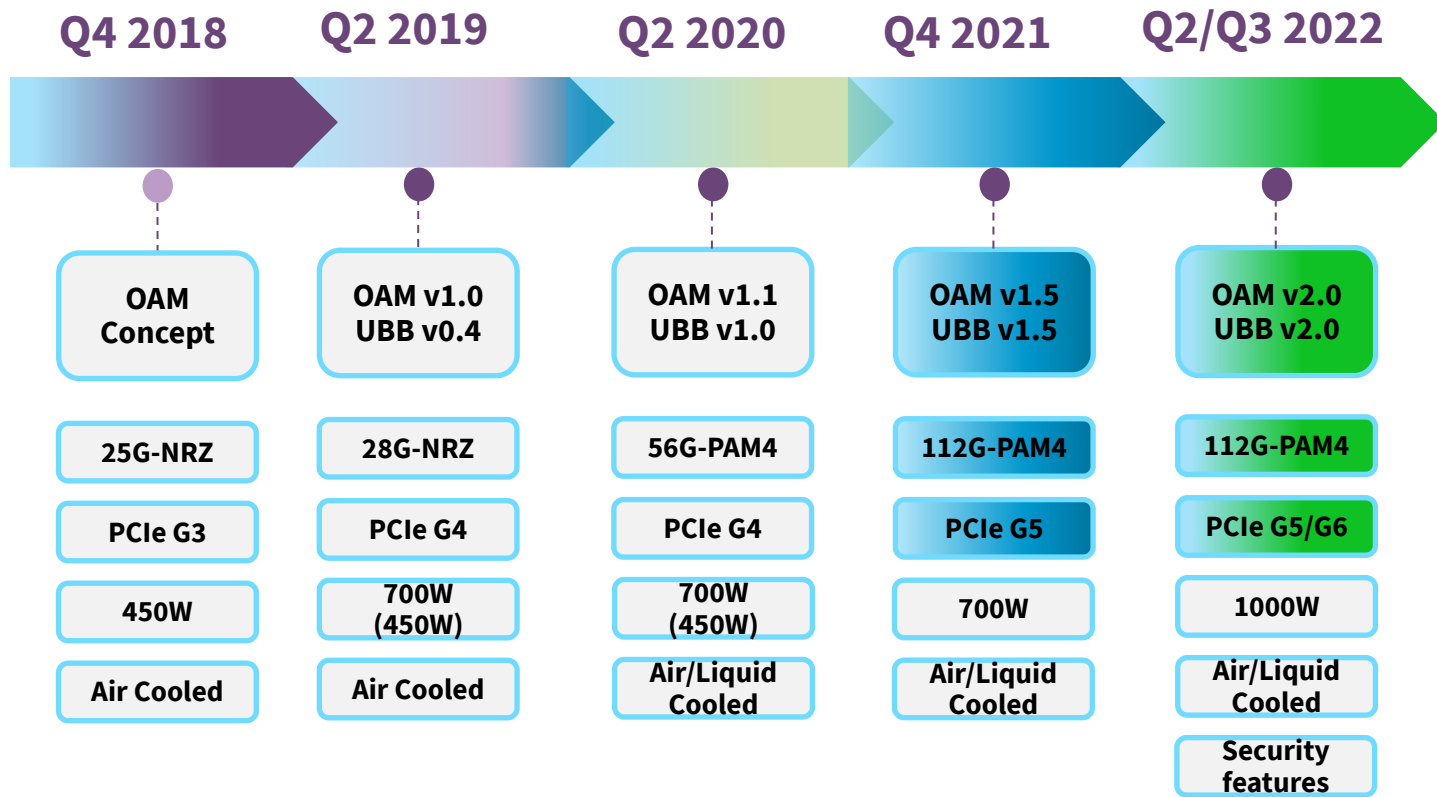 Q4 2018
Q2 2019
Q2 2020
Q4 2021
Q2/Q3 2022
OAM
Concept
25G-NRZ
PCIe G3
450W
Air Cooled
OAM v1.0
UBB v0.4
28G-NRZ
PCIe G4
700W
(450W)
Air Cooled
OAM v1.1
UBB v1.0
56G-PAM4
PCIe G4
700W
(450W)
Air/Liquid
Cooled
OAM v1.5
UBB v1.5
112G-PAM4
PCIe G5
700W
Air/Liquid
Cooled
OAM v2.0
UBB v2.0
112G-PAM4
PCIe G5/G6
1000W
Air/Liquid
Cooled
Security
features